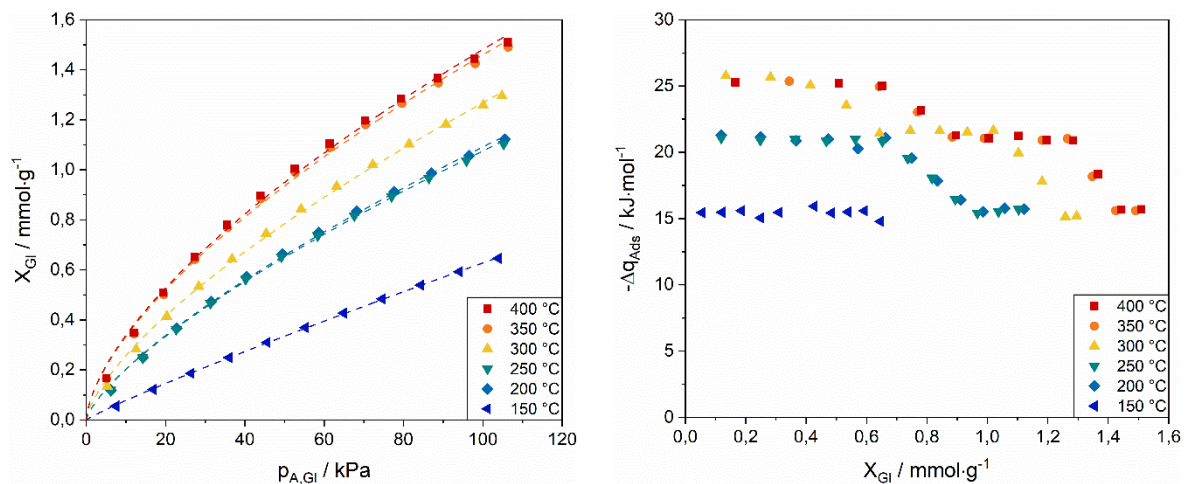 1,6
1,4
1,2
1,0
0,8
0,6
0,4
0,2
0,0
X_GI / mmol·g⁻¹
0 20 40 60 80 100 120
p_A,GI / kPa
400 °C
350 °C
300 °C
250 °C
200 °C
150 °C
30
25
20
15
10
5
0
-Δq_Ads / kJ·mol⁻¹
0,0 0,2 0,4 0,6 0,8 1,0 1,2 1,4 1,6
X_GI / mmol·g⁻¹
400 °C
350 °C
300 °C
250 °C
200 °C
150 °C